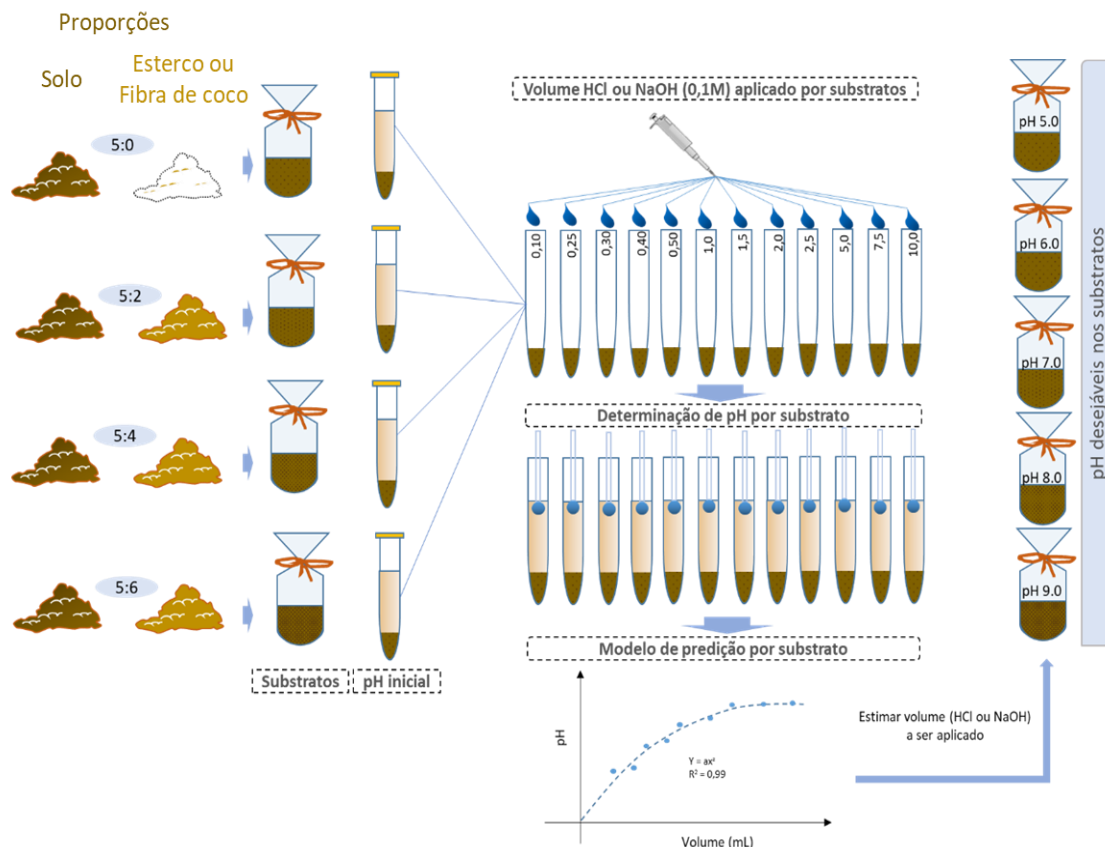 Proporções
Solo
Esterco ou
Fibra de coco
5:0
5:2
5:4
5:6
Substratos
pH inicial
Volume HCl ou NaOH (0,1M) aplicado por substratos
0,10
0,25
0,30
0,40
0,50
1,0
1,5
2,0
2,5
5,0
7,5
10,0
Determinação de pH por substrato
Modelo de predição por substrato
pH
Y = axᵃ
R² = 0,99
Volume (mL)
Estimar volume (HCl ou NaOH)
a ser aplicado
pH 5.0
pH 6.0
pH 7.0
pH 8.0
pH 9.0
pH desejáveis nos substratos